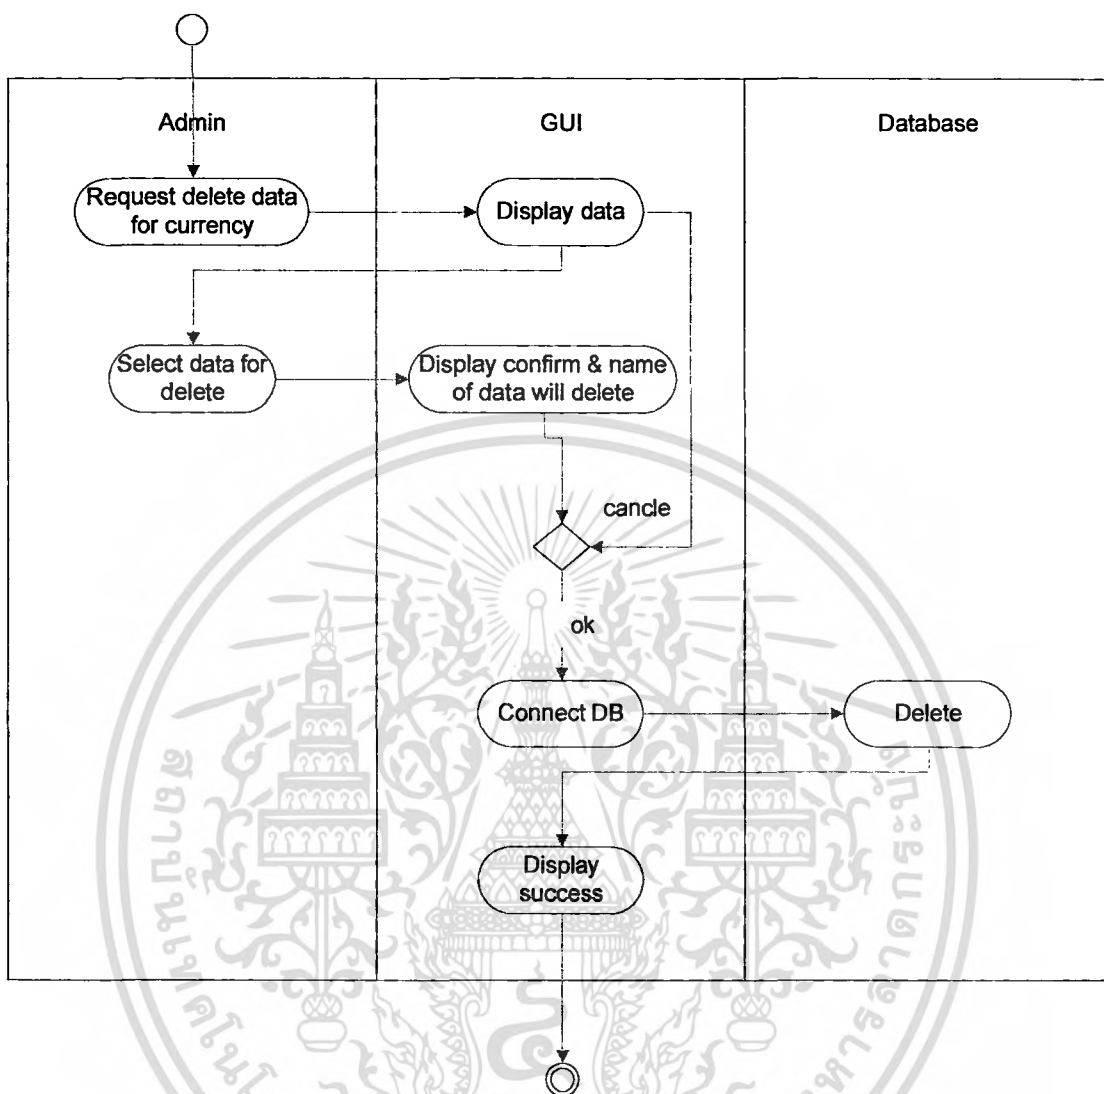 Admin
GUI
Database
Request delete data
for currency
Display data
Select data for
delete
Display confirm & name
of data will delete
cancle
ok
Connect DB
Delete
Display
success